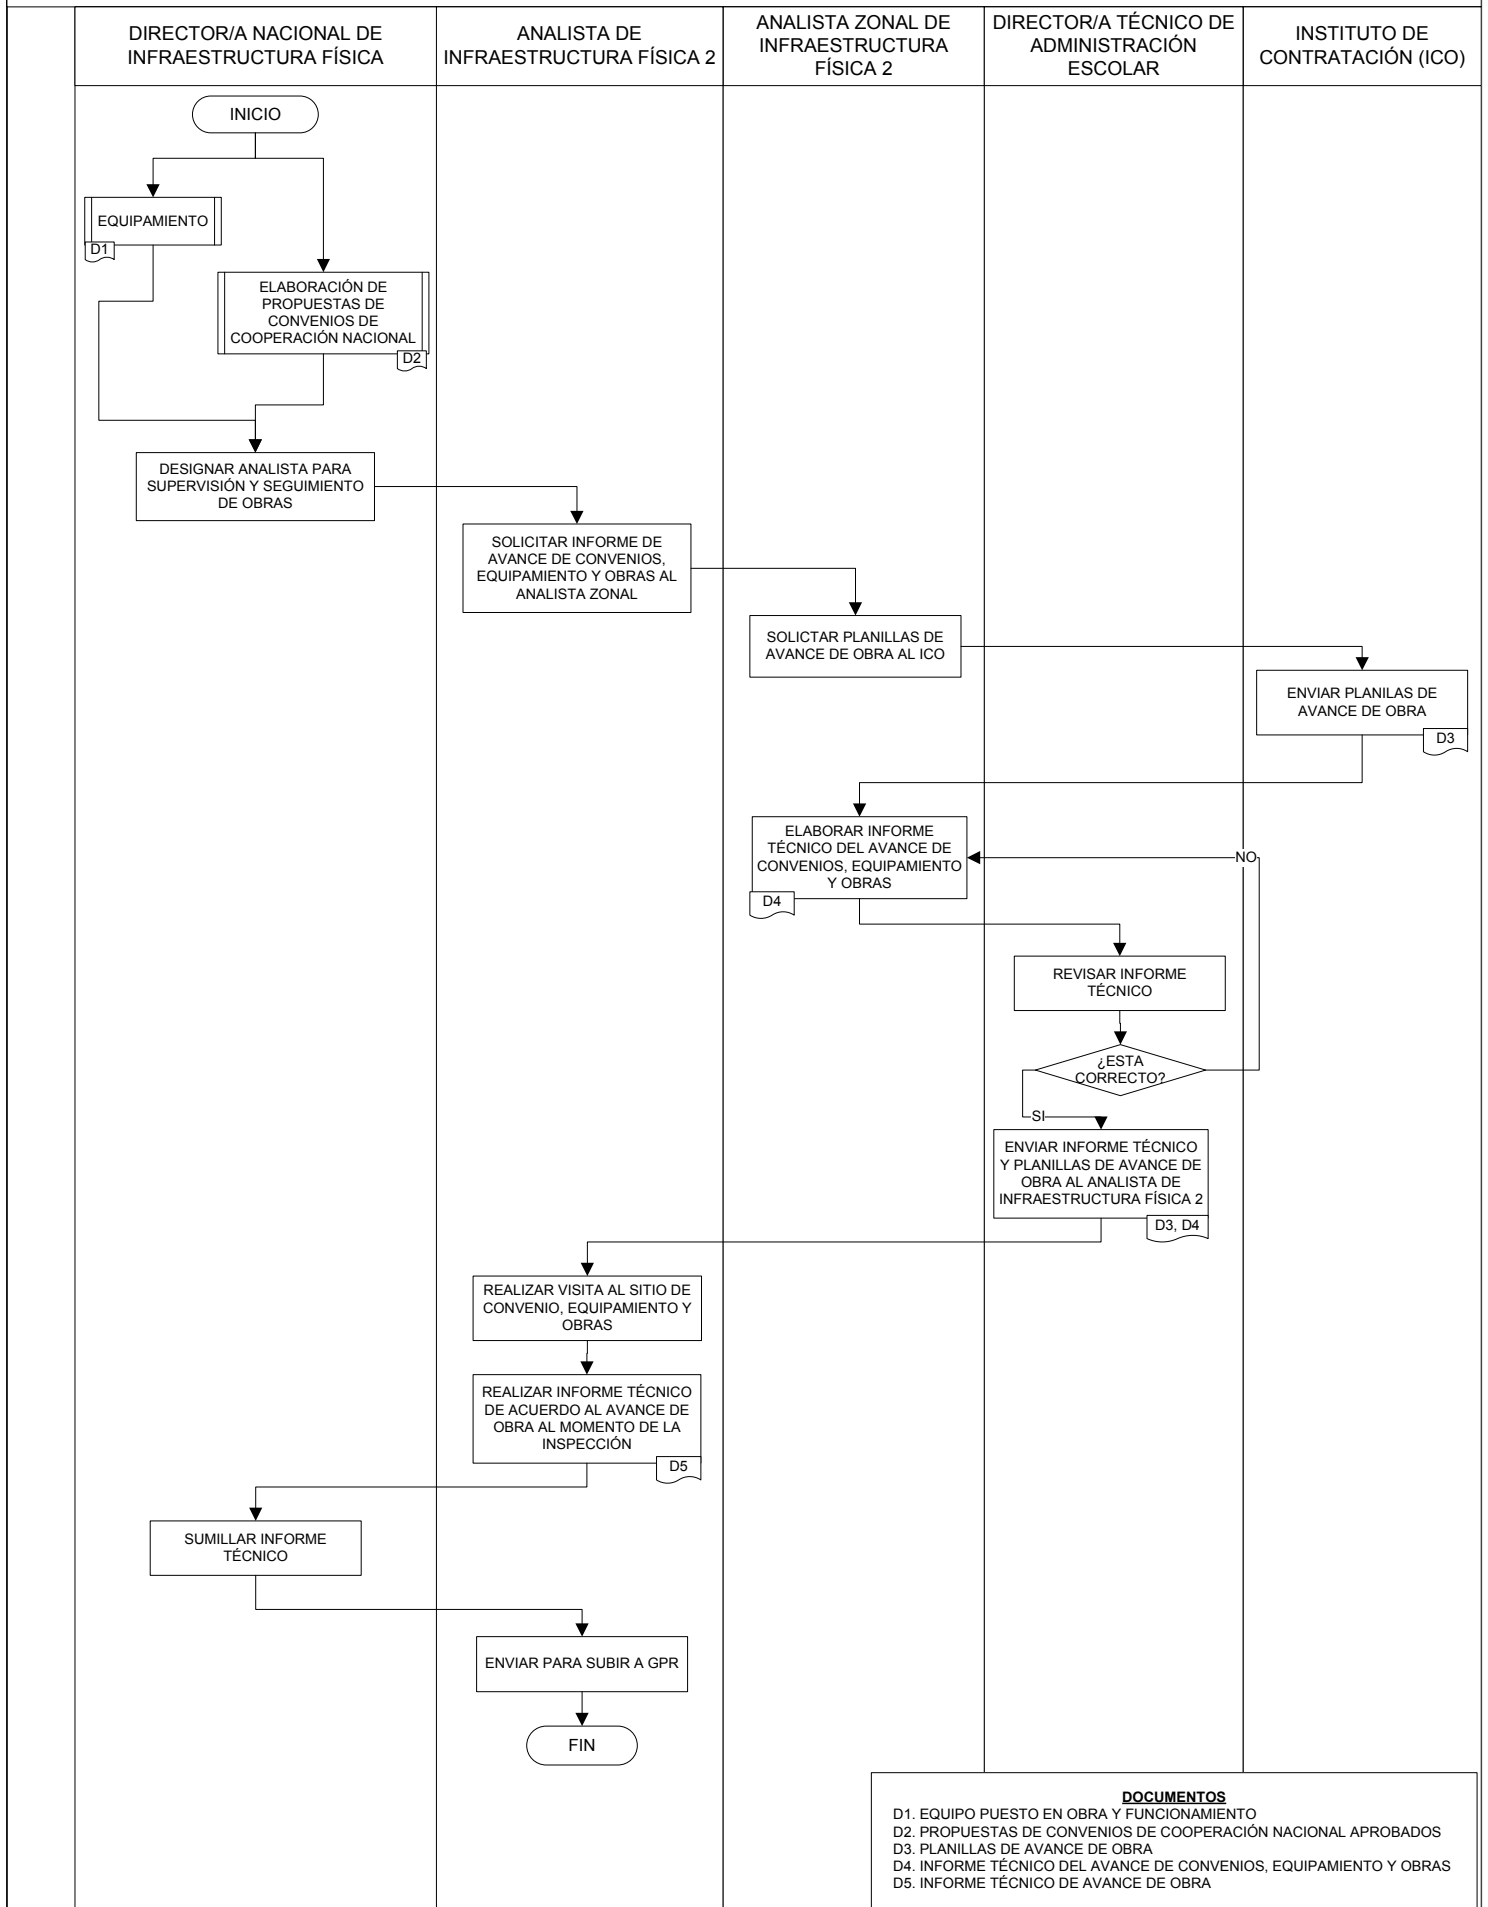 DIRECTOR/A NACIONAL DE
INFRAESTRUCTURA FÍSICA
ANALISTA DE
INFRAESTRUCTURA FÍSICA 2
ANALISTA ZONAL DE
INFRAESTRUCTURA
FÍSICA 2
DIRECTOR/A TÉCNICO DE
ADMINISTRACIÓN
ESCOLAR
INSTITUTO DE
CONTRATACIÓN (ICO)
INICIO
EQUIPAMIENTO
D1
ELABORACIÓN DE
PROPUESTAS DE
CONVENIOS DE
COOPERACIÓN NACIONAL
D2
DESIGNAR ANALISTA PARA
SUPERVISIÓN Y SEGUIMIENTO
DE OBRAS
SOLICITAR INFORME DE
AVANCE DE CONVENIOS,
EQUIPAMIENTO Y OBRAS AL
ANALISTA ZONAL
SOLICTAR PLANILLAS DE
AVANCE DE OBRA AL ICO
ENVIAR PLANILAS DE
AVANCE DE OBRA
D3
ELABORAR INFORME
TÉCNICO DEL AVANCE DE
CONVENIOS, EQUIPAMIENTO
Y OBRAS
D4
NO
REVISAR INFORME
TÉCNICO
¿ESTA
CORRECTO?
SI
ENVIAR INFORME TÉCNICO
Y PLANILLAS DE AVANCE DE
OBRA AL ANALISTA DE
INFRAESTRUCTURA FÍSICA 2
D3, D4
REALIZAR VISITA AL SITIO DE
CONVENIO, EQUIPAMIENTO Y
OBRAS
REALIZAR INFORME TÉCNICO
DE ACUERDO AL AVANCE DE
OBRA AL MOMENTO DE LA
INSPECCIÓN
D5
SUMILLAR INFORME
TÉCNICO
ENVIAR PARA SUBIR A GPR
FIN
DOCUMENTOS
D1. EQUIPO PUESTO EN OBRA Y FUNCIONAMIENTO
D2. PROPUESTAS DE CONVENIOS DE COOPERACIÓN NACIONAL APROBADOS
D3. PLANILLAS DE AVANCE DE OBRA
D4. INFORME TÉCNICO DEL AVANCE DE CONVENIOS, EQUIPAMIENTO Y OBRAS
D5. INFORME TÉCNICO DE AVANCE DE OBRA